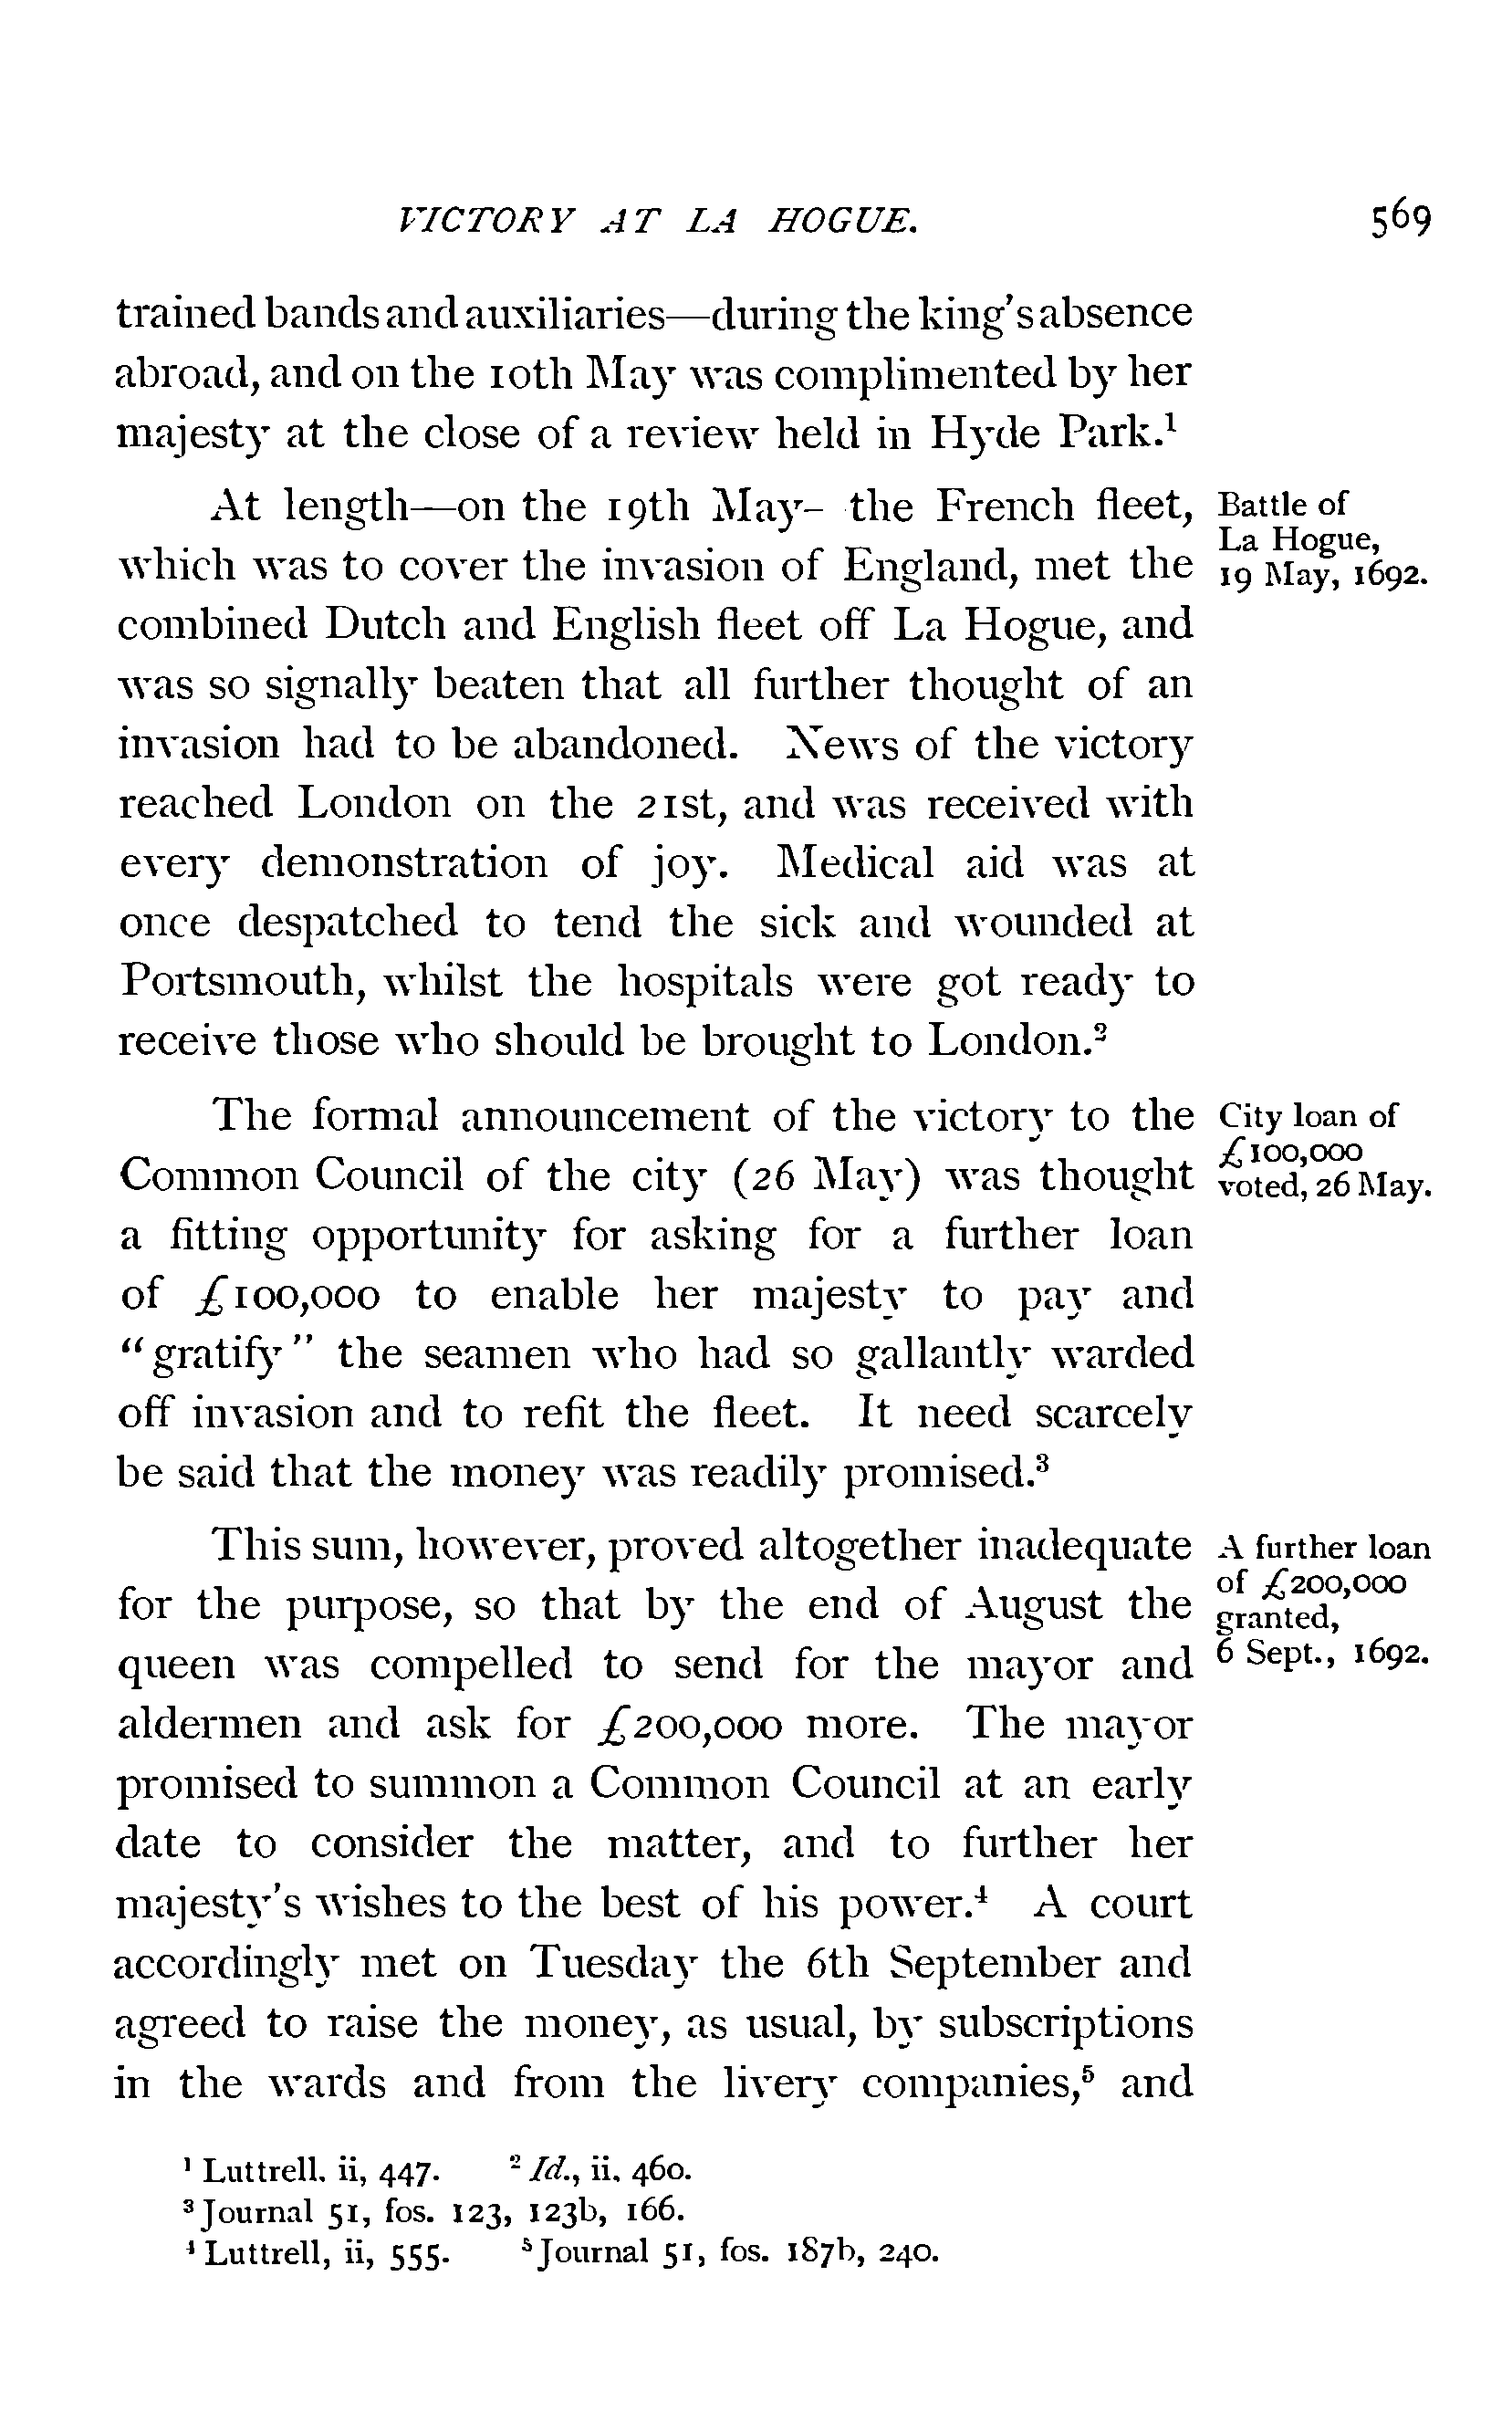 VICTORY AT LA HOGUE. 569
trained bands and auxiliaries—during the king's absence
abroad, and on the 10th May was complimented by her
majesty at the close of a review held in Hyde Park.¹
At length—on the 19th May– the French fleet,
which was to cover the invasion of England, met the
combined Dutch and English fleet off La Hogue, and
was so signally beaten that all further thought of an
invasion had to be abandoned. News of the victory
reached London on the 21st, and was received with
every demonstration of joy. Medical aid was at
once despatched to tend the sick and wounded at
Portsmouth, whilst the hospitals were got ready to
receive those who should be brought to London.²
Battle of
La Hogue,
19 May, 1692.
The formal announcement of the victory to the
Common Council of the city (26 May) was thought
a fitting opportunity for asking for a further loan
of £100,000 to enable her majesty to pay and
"gratify" the seamen who had so gallantly warded
off invasion and to refit the fleet. It need scarcely
be said that the money was readily promised.³
City loan of
£100,000
voted, 26 May.
This sum, however, proved altogether inadequate
for the purpose, so that by the end of August the
queen was compelled to send for the mayor and
aldermen and ask for £200,000 more. The mayor
promised to summon a Common Council at an early
date to consider the matter, and to further her
majesty's wishes to the best of his power.⁴ A court
accordingly met on Tuesday the 6th September and
agreed to raise the money, as usual, by subscriptions
in the wards and from the livery companies,⁵ and
A further loan
of £200,000
granted,
6 Sept., 1692.
¹ Luttrell. ii, 447. ² Id., ii, 460.
³ Journal 51, fos. 123, 123b, 166.
⁴ Luttrell, ii, 555. ⁵ Journal 51, fos. 187b, 240.